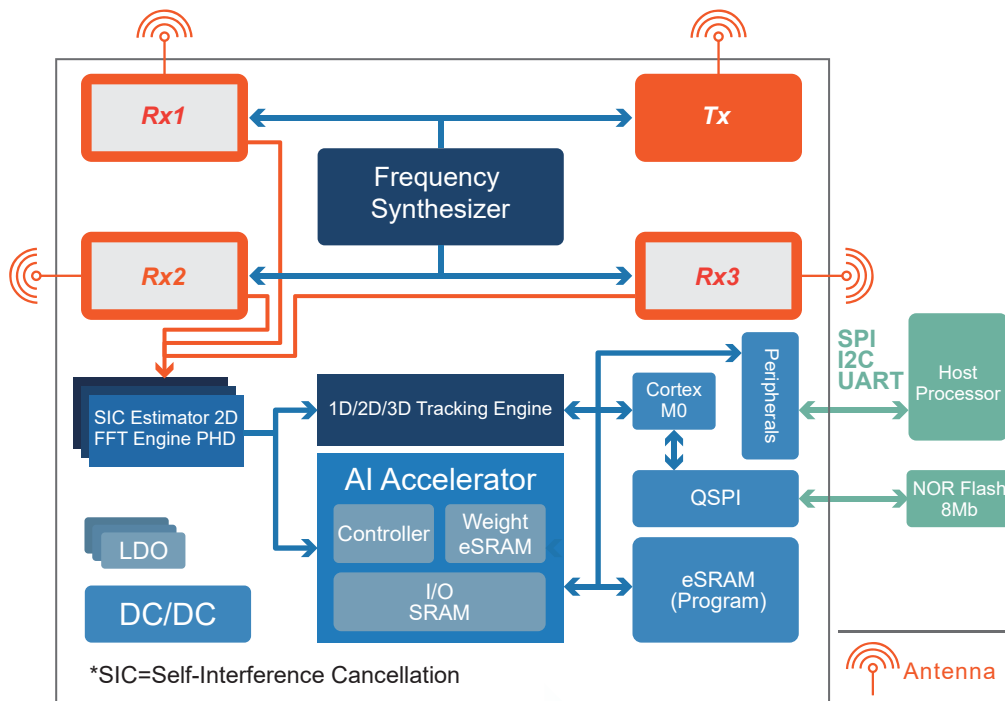 Rx1
Tx
Frequency
Synthesizer
Rx2
Rx3
SPI
I2C
UART
Host
Processor
Peripherals
Cortex
M0
1D/2D/3D Tracking Engine
SIC Estimator 2D
FFT Engine PHD
AI Accelerator
Controller
Weight
eSRAM
I/O
SRAM
QSPI
NOR Flash
8Mb
eSRAM
(Program)
LDO
DC/DC
*SIC=Self-Interference Cancellation
Antenna